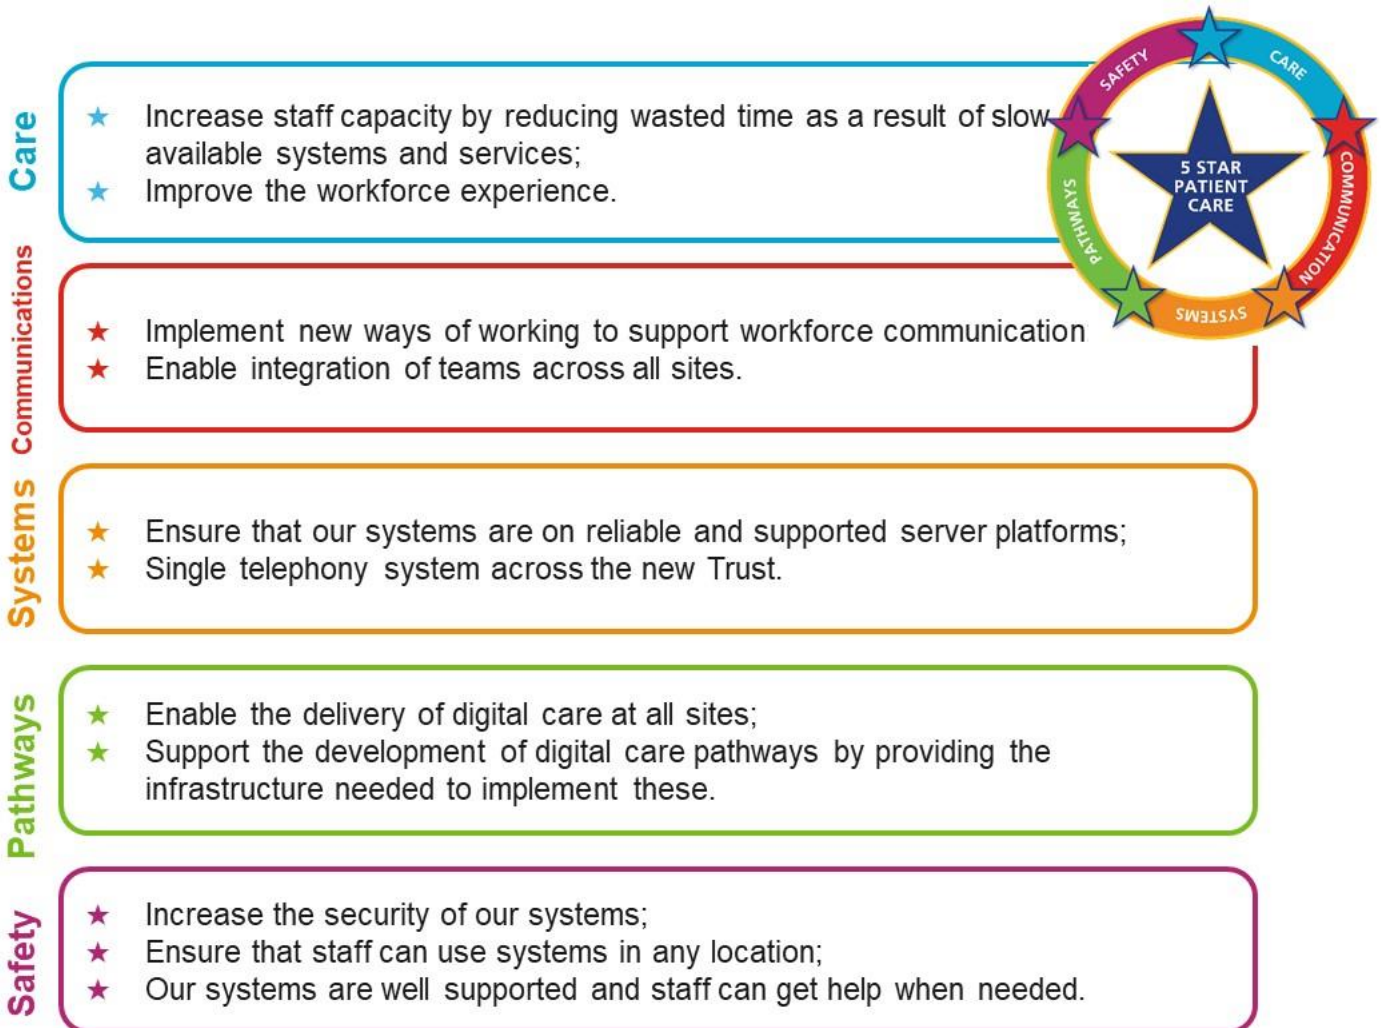 Care
Increase staff capacity by reducing wasted time as a result of slow
available systems and services;
Improve the workforce experience.
SAFETY
CARE
COMMUNICATION
SYSTEMS
PATHWAYS
5 STAR
PATIENT
CARE
Communications
Implement new ways of working to support workforce communication
Enable integration of teams across all sites.
Systems
Ensure that our systems are on reliable and supported server platforms;
Single telephony system across the new Trust.
Pathways
Enable the delivery of digital care at all sites;
Support the development of digital care pathways by providing the
infrastructure needed to implement these.
Safety
Increase the security of our systems;
Ensure that staff can use systems in any location;
Our systems are well supported and staff can get help when needed.